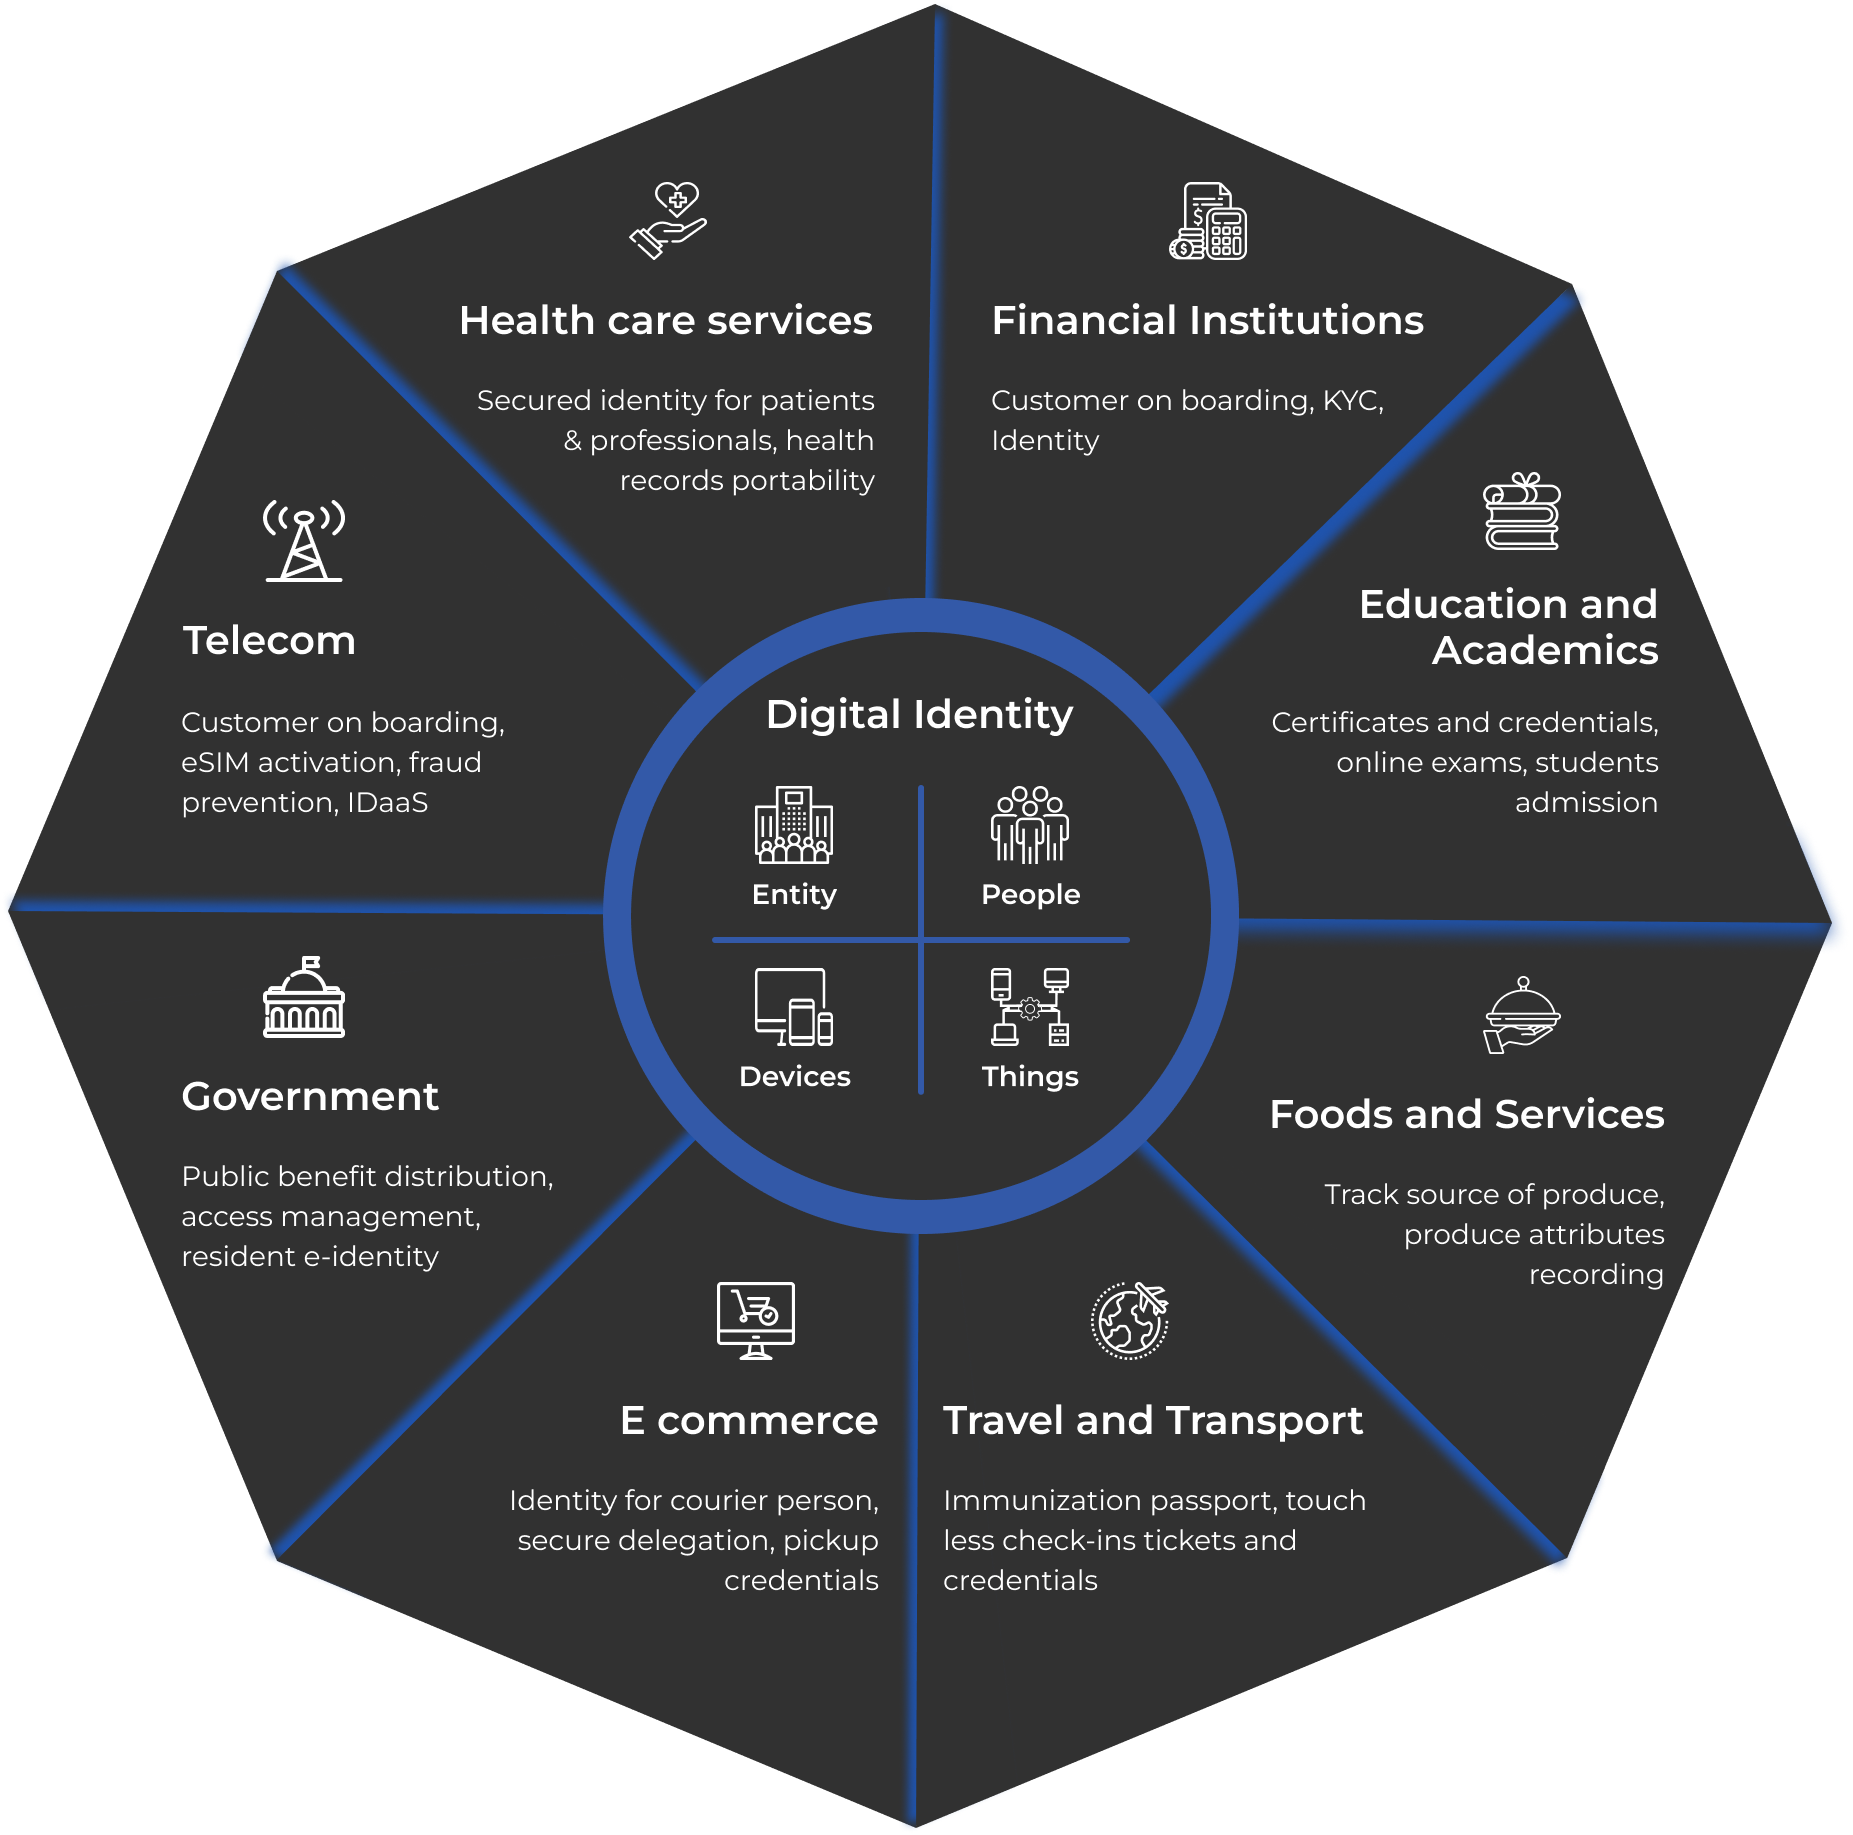 Health care services
Secured identity for patients
& professionals, health
records portability
Financial Institutions
Customer on boarding, KYC,
Identity
Education and
Academics
Certificates and credentials,
online exams, students
admission
Telecom
Customer on boarding,
eSIM activation, fraud
prevention, IDaaS
Digital Identity
Entity
People
Devices
Things
Government
Public benefit distribution,
access management,
resident e-identity
Foods and Services
Track source of produce,
produce attributes
recording
E commerce
Identity for courier person,
secure delegation, pickup
credentials
Travel and Transport
Immunization passport, touch
less check-ins tickets and
credentials